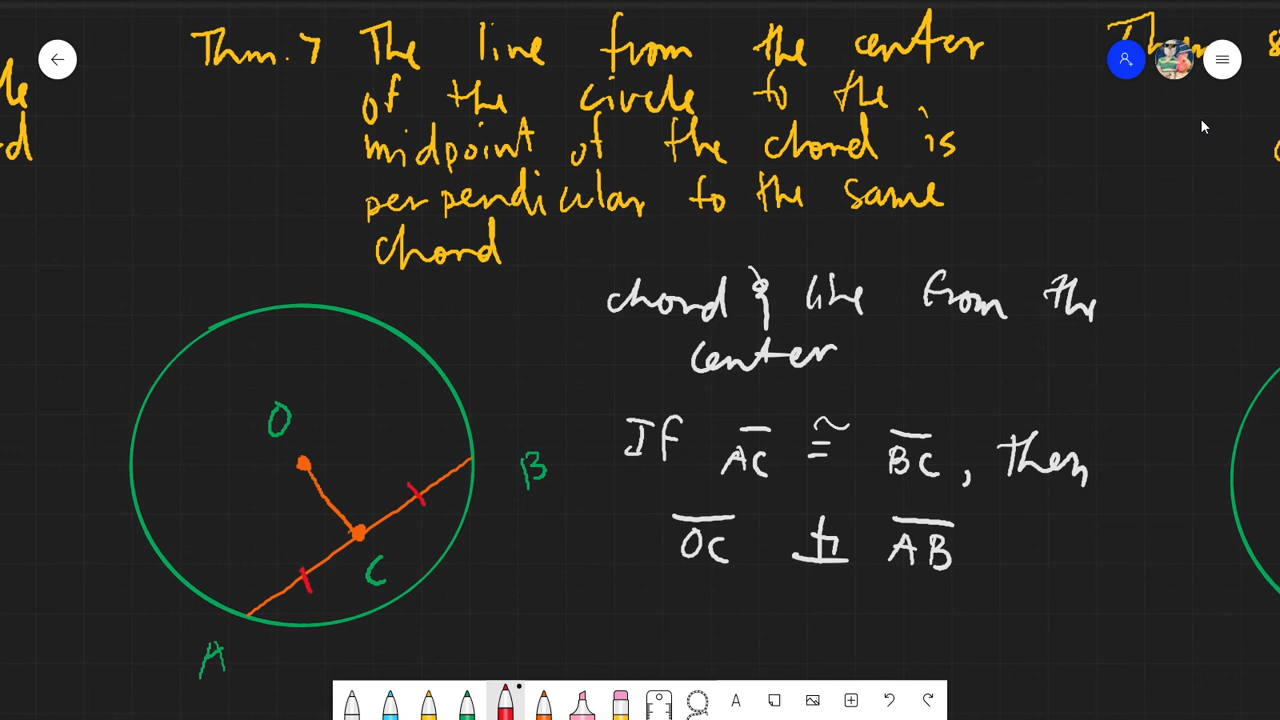 Thm. 7 The line from the center
of the circle to the
midpoint of the chord is
perpendicular to the same
chord
chord & line from the
center
If AC ≅ BC, then
OC ⊥ AB
O
B
C
A
A